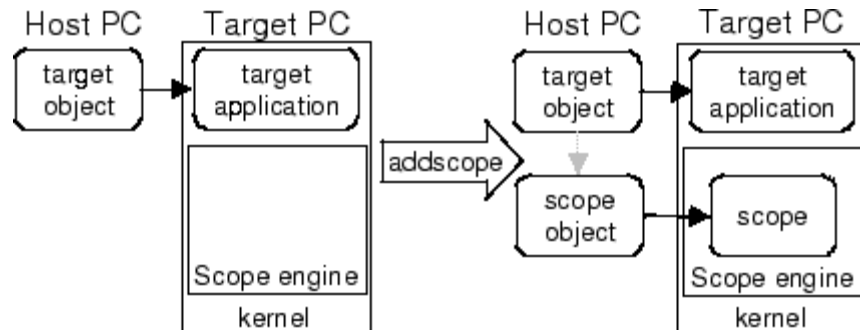 Host PC
Target PC
target
object
target
application
Scope engine
kernel
addscope
Host PC
Target PC
target
object
target
application
scope
object
scope
Scope engine
kernel